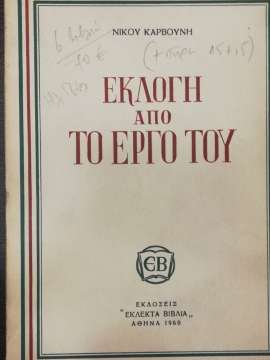 ΝΙΚΟΥ ΚΑΡΒΟΥΝΗ
ΕΚΛΟΓΗ
ΑΠΟ
ΤΟ ΕΡΓΟ ΤΟΥ
ΕΒ
ΕΚΔΟΣΕΙΣ
"ΕΚΛΕΚΤΑ ΒΙΒΛΙΑ"
ΑΘΗΝΑ 1960